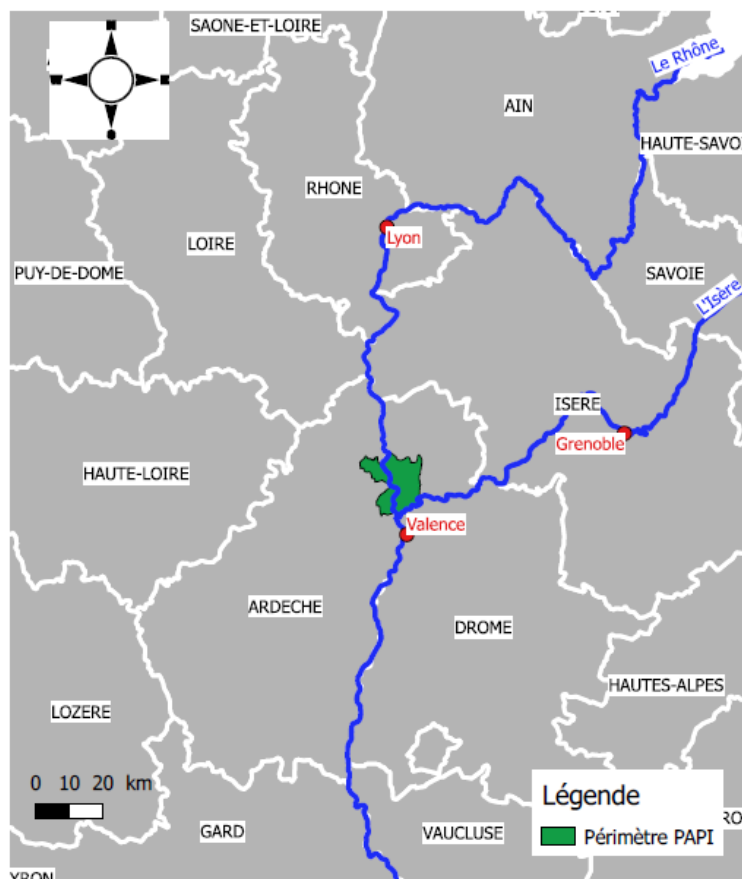 SAONE-ET-LOIRE
Le Rhône
AIN
HAUTE-SAVOI
RHONE
Lyon
LOIRE
PUY-DE-DOME
SAVOIE
L'Isère
ISERE
Grenoble
HAUTE-LOIRE
Valence
ARDECHE
DROME
HAUTES-ALPES
LOZERE
0 10 20 km
Légende
GARD
VAUCLUSE
Périmètre PAPI